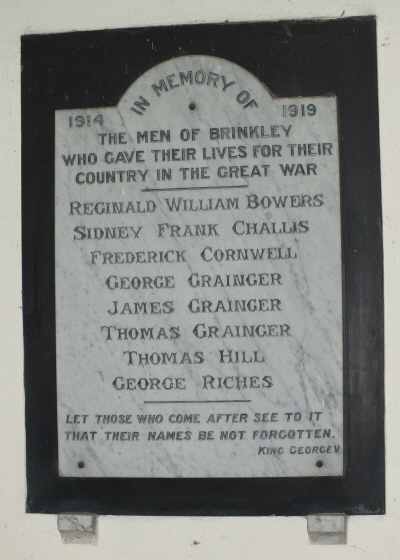 IN MEMORY OF
1914 1919
THE MEN OF BRINKLEY
WHO GAVE THEIR LIVES FOR THEIR
COUNTRY IN THE GREAT WAR
REGINALD WILLIAM BOWERS
SIDNEY FRANK CHALLIS
FREDERICK CORNWELL
GEORGE GRAINGER
JAMES GRAINGER
THOMAS GRAINGER
THOMAS HILL
GEORGE RICHES
LET THOSE WHO COME AFTER SEE TO IT
THAT THEIR NAMES BE NOT FORGOTTEN.
KING GEORGE V